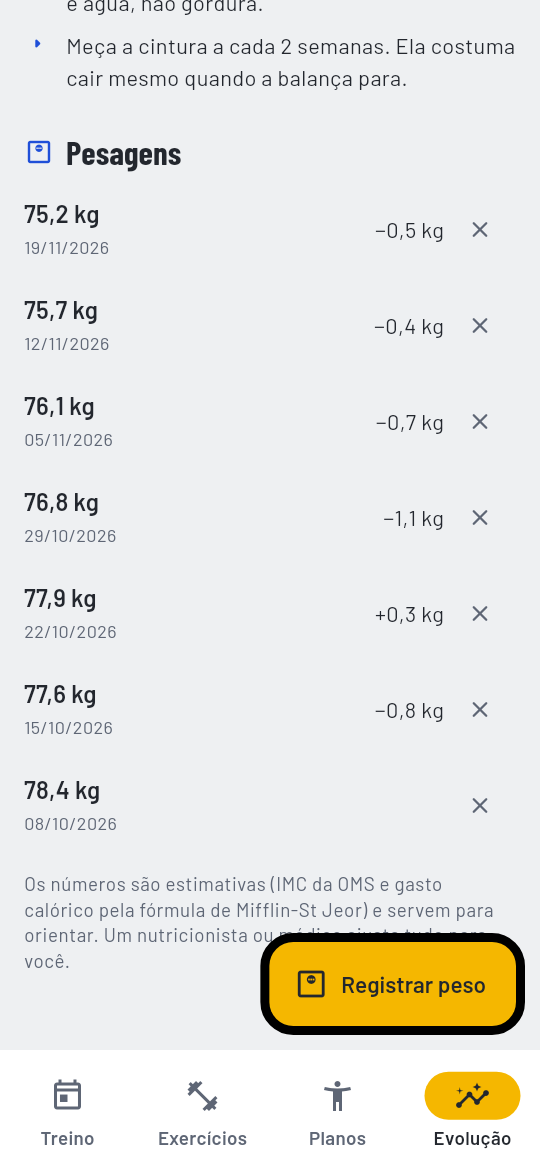 e água, não gordura.
Meça a cintura a cada 2 semanas. Ela costuma
cair mesmo quando a balança para.
Pesagens
75,2 kg
−0,5 kg
19/11/2026
75,7 kg
−0,4 kg
12/11/2026
76,1 kg
−0,7 kg
05/11/2026
76,8 kg
−1,1 kg
29/10/2026
77,9 kg
+0,3 kg
22/10/2026
77,6 kg
−0,8 kg
15/10/2026
78,4 kg
08/10/2026
Os números são estimativas (IMC da OMS e gasto
calórico pela fórmula de Mifflin-St Jeor) e servem para
orientar. Um nutricionista ou
você.
Registrar peso
Treino
Exercícios
Planos
Evolução